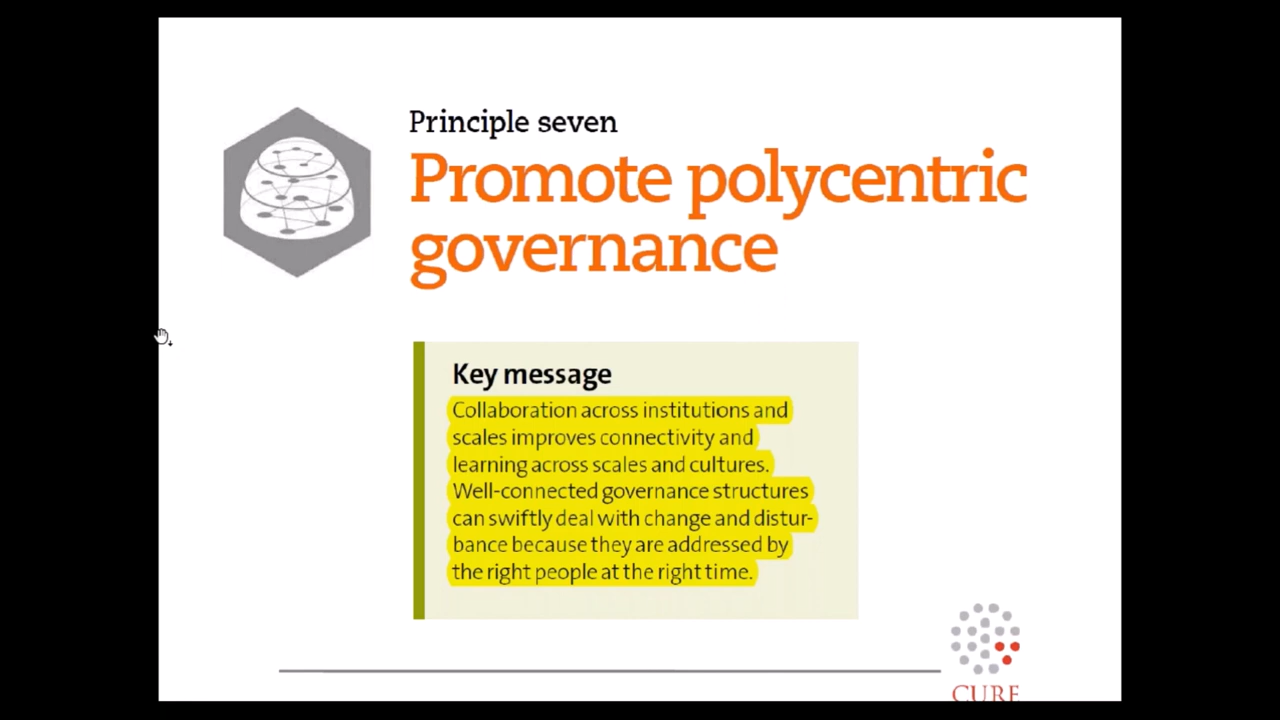 Principle seven
Promote polycentric
governance
Key message
Collaboration across institutions and
scales improves connectivity and
learning across scales and cultures.
Well-connected governance structures
can swiftly deal with change and distur-
bance because they are addressed by
the right people at the right time.
CURE